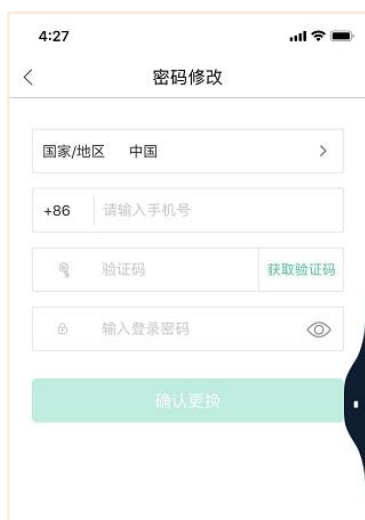 4:27
密码修改
国家/地区 中国
+86 请输入手机号
验证码 获取验证码
输入登录密码
确认更换